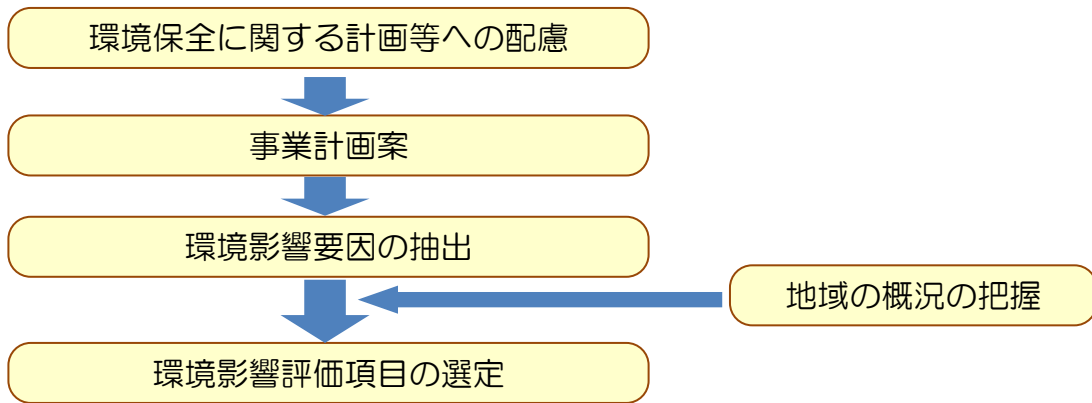 環境保全に関する計画等への配慮
事業計画案
環境影響要因の抽出
地域の概況の把握
環境影響評価項目の選定